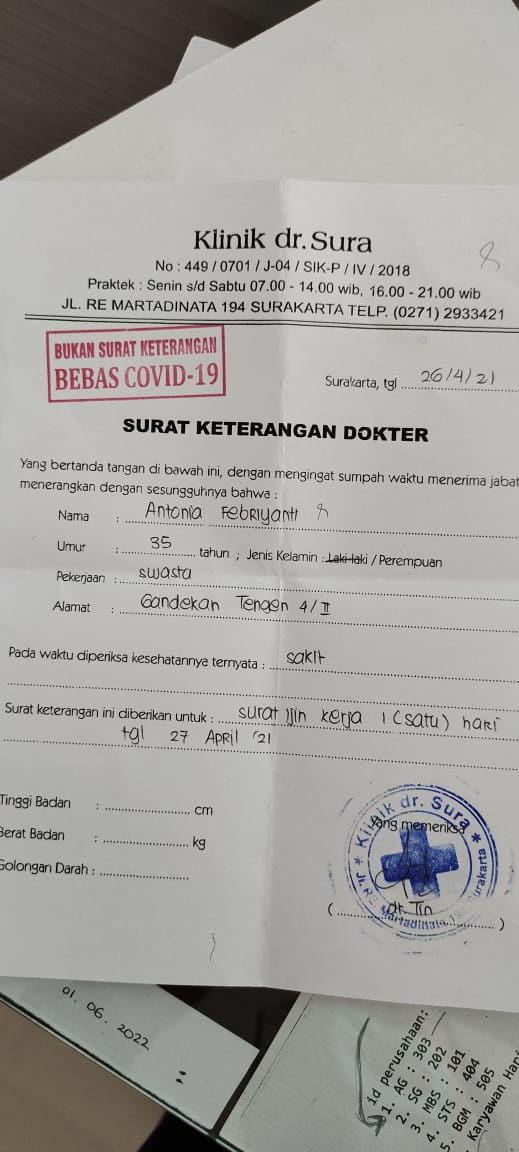 Klinik dr. Sura
No : 449 / 0701 / J-04 / SIK-P / IV / 2018
Praktek : Senin s/d Sabtu 07.00 - 14.00 wib, 16.00 - 21.00 wib
JL. RE MARTADINATA 194 SURAKARTA TELP. (0271) 2933421
BUKAN SURAT KETERANGAN
BEBAS COVID-19
Surakarta, tgl 26/4/21
SURAT KETERANGAN DOKTER
Yang bertanda tangan di bawah ini, dengan mengingat sumpah waktu menerima jabat
menerangkan dengan sesungguhnya bahwa :
Nama : Antonia Febriyanti
Umur : 35 tahun ; Jenis Kelamin : Laki-laki / Perempuan
Pekerjaan : swasta
Alamat : Gandekan Tengen 4/II
Pada waktu diperiksa kesehatannya ternyata : sakit
Surat keterangan ini diberikan untuk : surat ijin kerja 1 (satu) hari
tgl 27 April '21
Tinggi Badan : cm
Berat Badan : kg
Golongan Darah :
Yang memeriksa
Klinik dr. Sura
Jl. RE. Martadinata 194 Surakarta
( dr. Tin )
01. 06. 2022
id perusahaan:
1. AG : 303
2. SG : 202
3. MBS : 101
4. STS : 404
5. BGM : 505
Karyawan Hari